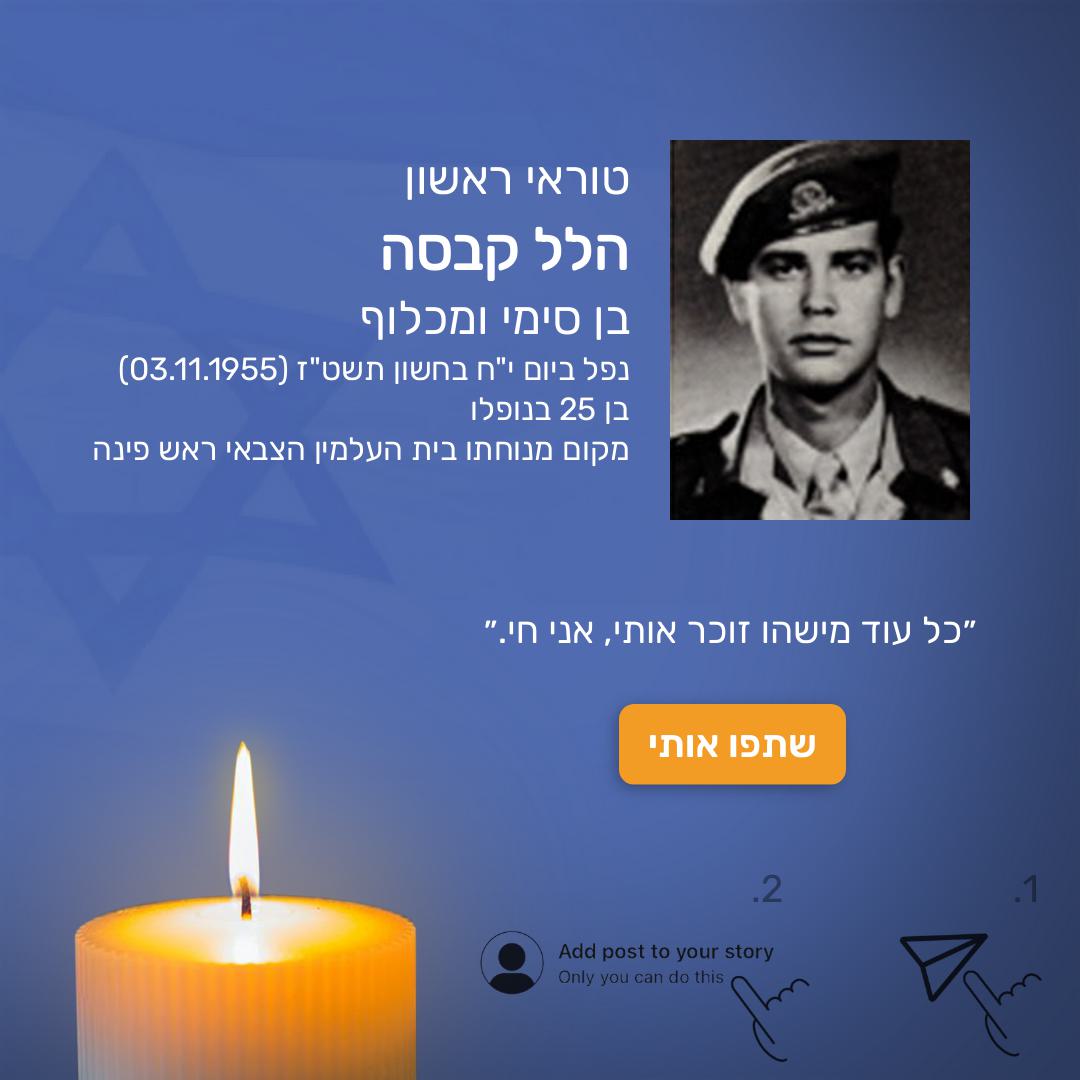 טוראי ראשון
הלל קבסה
בן סימי ומכלוף
נפל ביום י"ח בחשון תשט"ז (03.11.1955)
בן 25 בנופלו
מקום מנוחתו בית העלמין הצבאי ראש פינה
״כל עוד מישהו זוכר אותי, אני חי.״
שתפו אותי
1.
2.
Add post to your story
Only you can do this